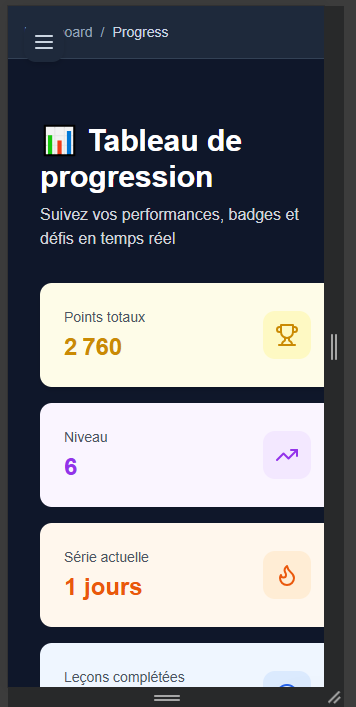 board / Progress
📊 Tableau de
progression
Suivez vos performances, badges et
défis en temps réel
Points totaux
2 760
Niveau
6
Série actuelle
1 jours
Leçons complétées